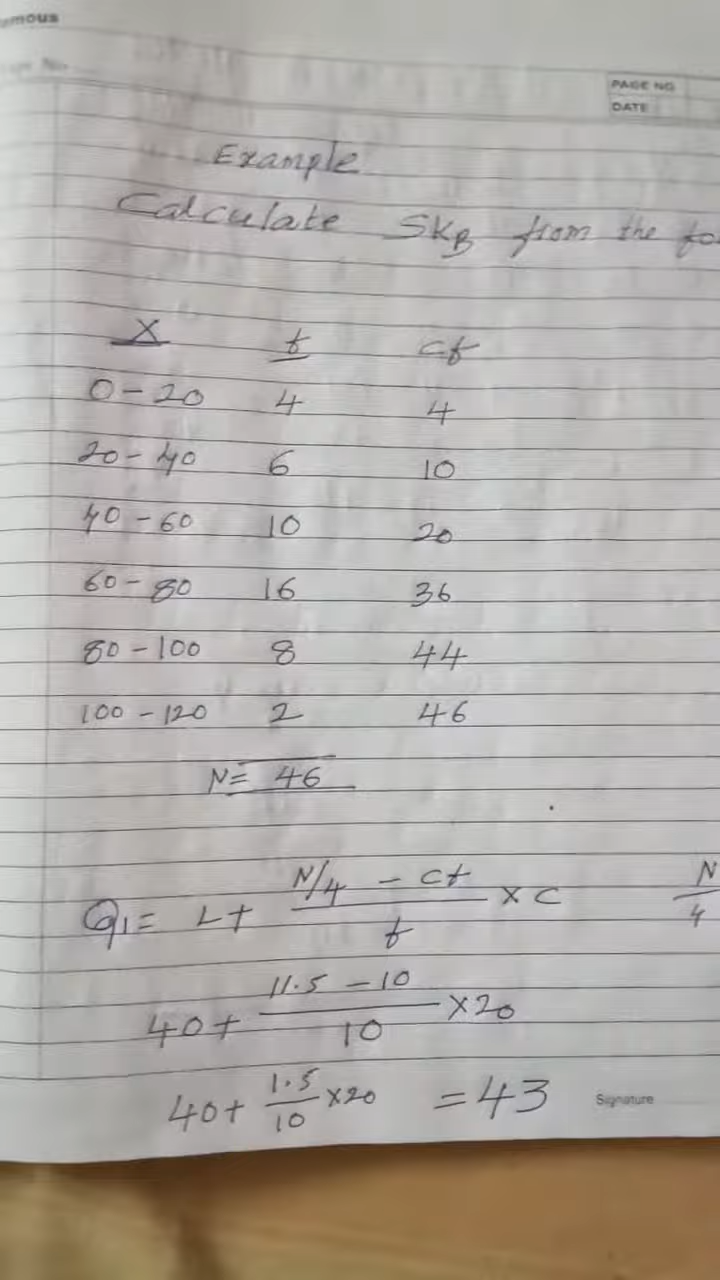 PAGE NO
DATE
Example
Calculate SKB from the
X f cf
0-20 4 4
20-40 6 10
40-60 10 20
60-80 16 36
80-100 8 44
100-120 2 46
N= 46
Q1= L+ N/4 - cf / f × C N/4
40+ 11.5-10 / 10 ×20
40+ 1.5/10 ×20 =43
Signature